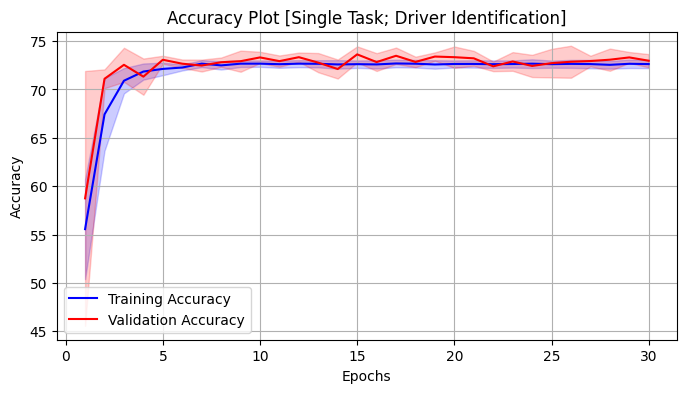 Accuracy Plot [Single Task; Driver Identification]
75
70
65
60
55
50
45
Accuracy
Training Accuracy
Validation Accuracy
0 5 10 15 20 25 30
Epochs